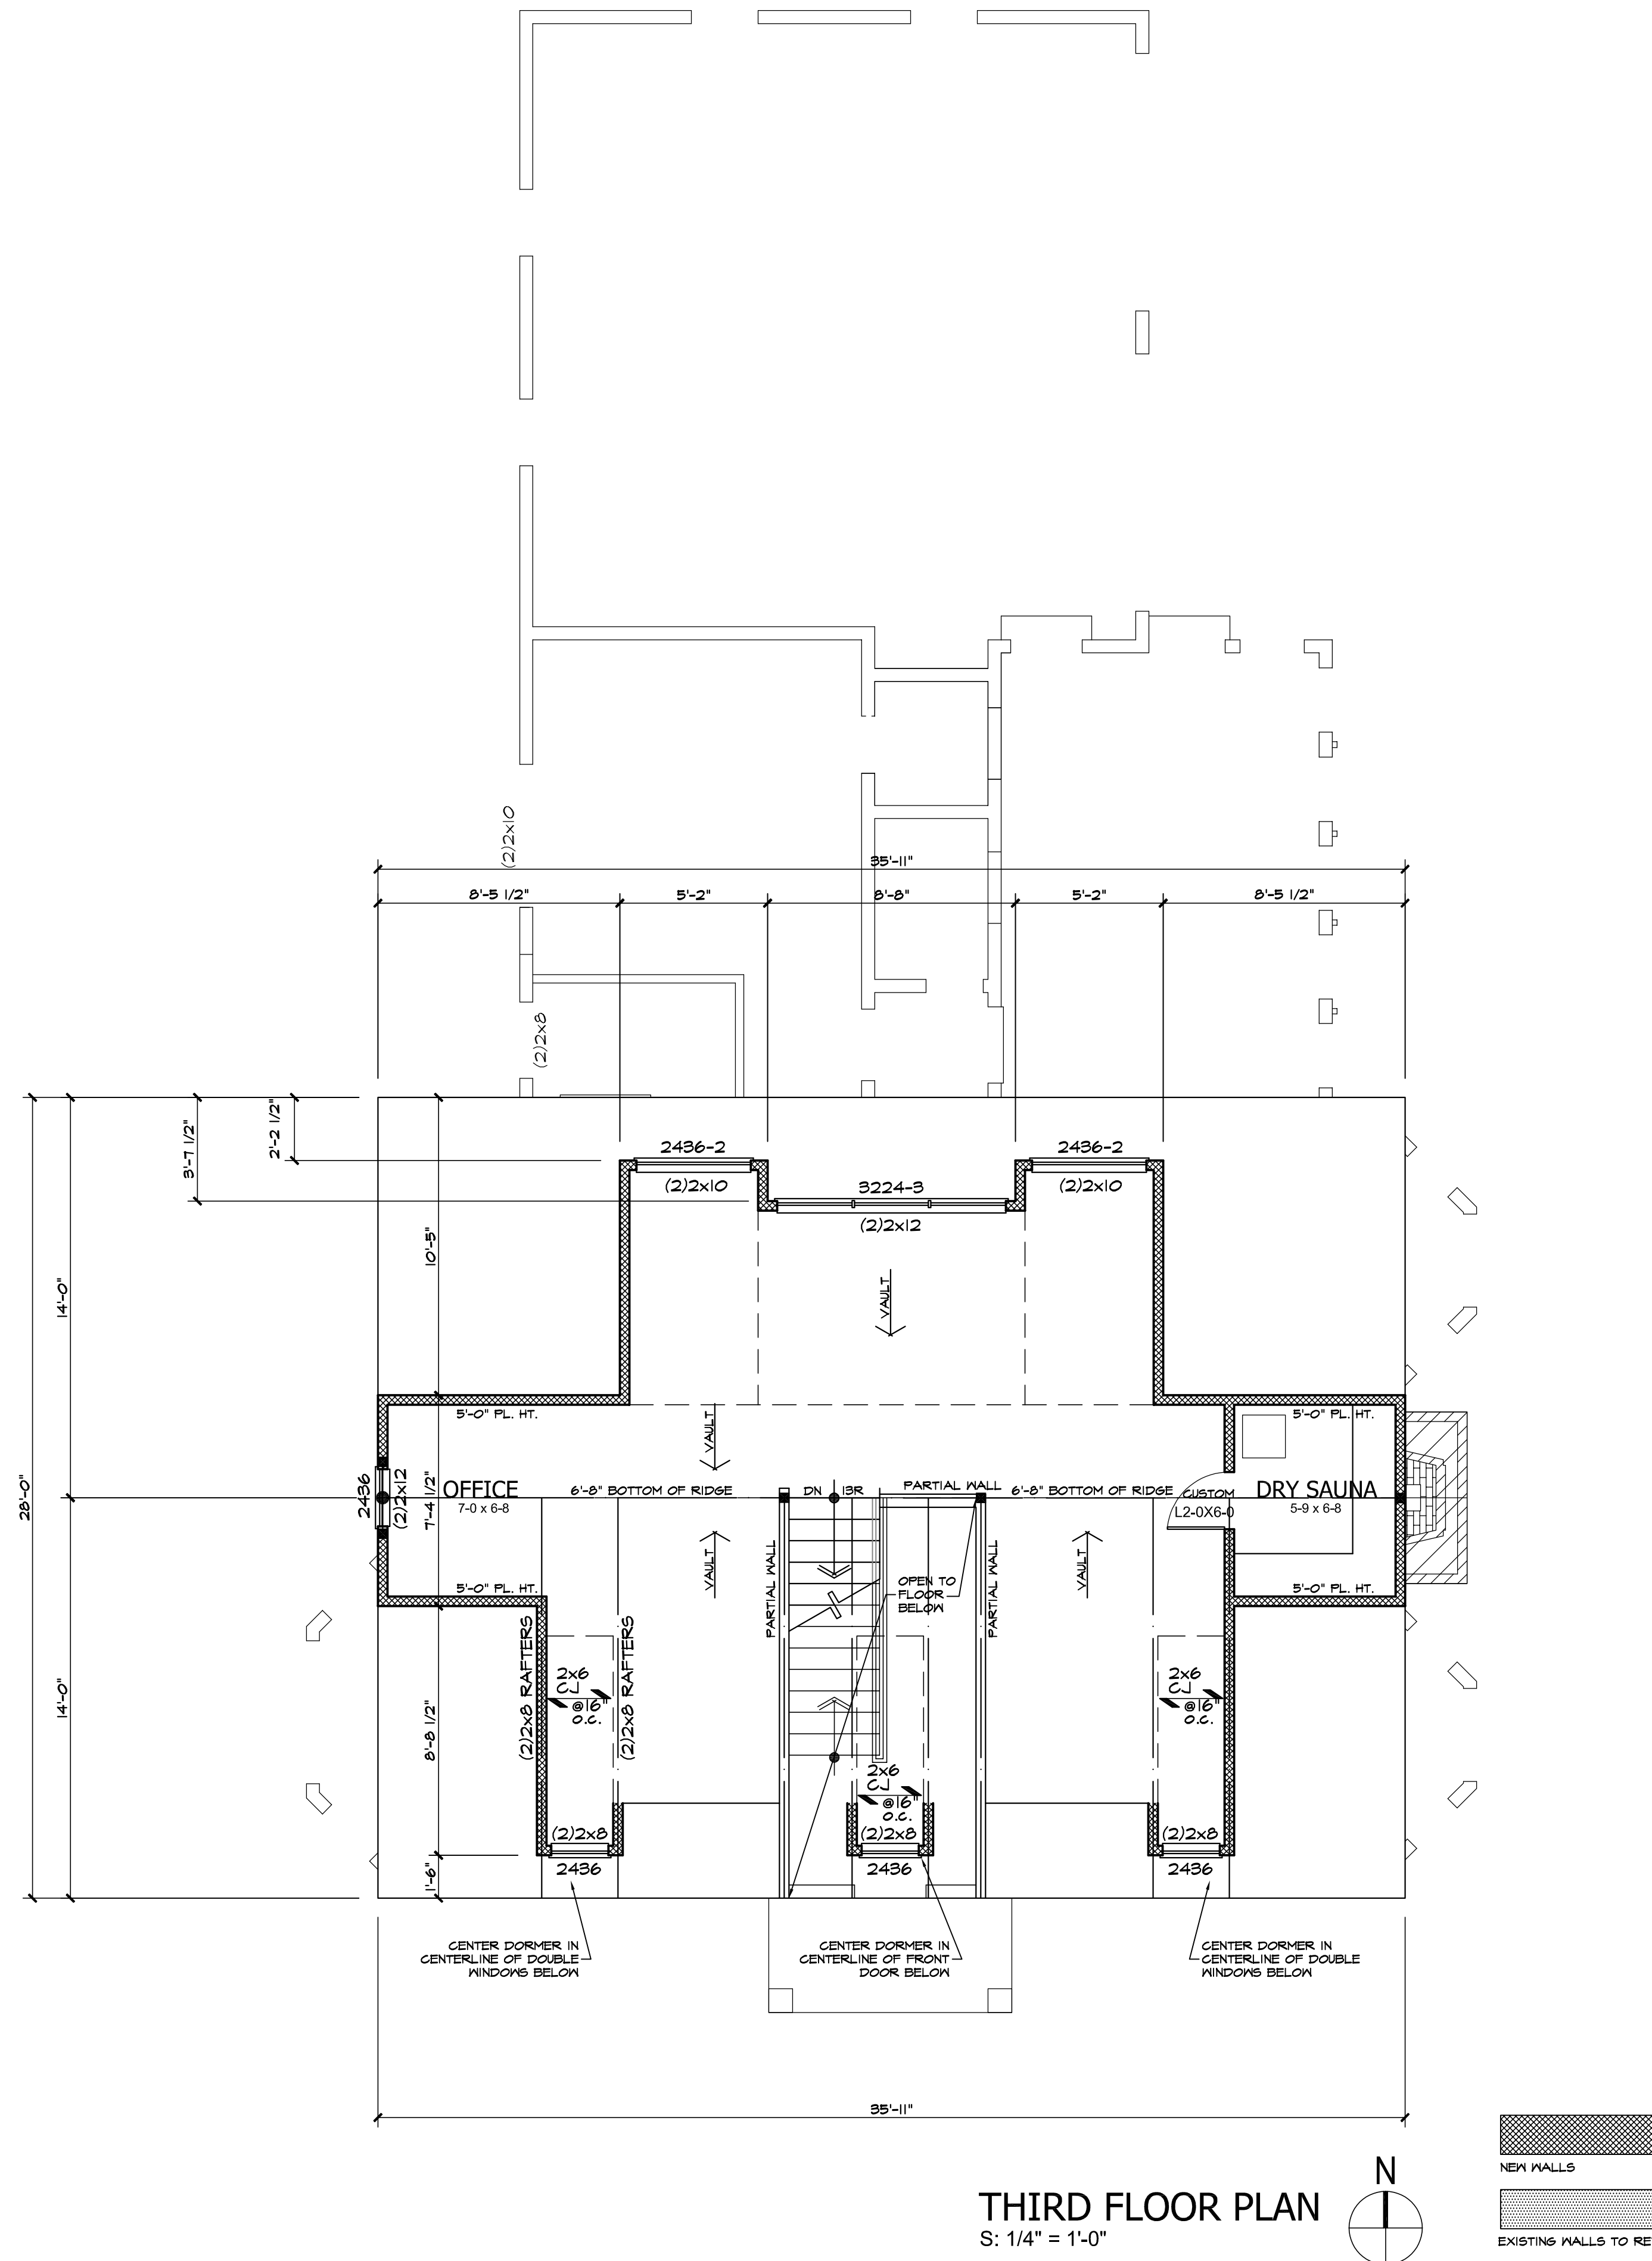 (2)2x10
35'-11"
8'-5 1/2"
5'-2"
8'-8"
5'-2"
8'-5 1/2"
(2)2x8
2'-2 1/2"
3'-7 1/2"
2436-2
2436-2
(2)2x10
3224-3
(2)2x10
(2)2x12
10'-5"
14'-0"
VAULT
5'-0" PL. HT.
5'-0" PL. HT.
VAULT
28'-0"
2436
(2)2x12
7'-4 1/2"
OFFICE
7-0 x 6-8
6'-8" BOTTOM OF RIDGE
DN 13R
PARTIAL WALL
6'-8" BOTTOM OF RIDGE
CUSTOM
L2-0X6-0
DRY SAUNA
5-9 x 6-8
VAULT
PARTIAL WALL
OPEN TO
FLOOR
BELOW
PARTIAL WALL
VAULT
5'-0" PL. HT.
5'-0" PL. HT.
14'-0"
8'-8 1/2"
(2)2x8 RAFTERS
2x6
CJ
@16"
O.C.
(2)2x8 RAFTERS
2x6
CJ
@16"
O.C.
2x6
CJ
@16"
O.C.
(2)2x8
(2)2x8
(2)2x8
2436
2436
2436
1'-6"
CENTER DORMER IN
CENTERLINE OF DOUBLE
WINDOWS BELOW
CENTER DORMER IN
CENTERLINE OF FRONT
DOOR BELOW
CENTER DORMER IN
CENTERLINE OF DOUBLE
WINDOWS BELOW
35'-11"
THIRD FLOOR PLAN
S: 1/4" = 1'-0"
N
NEW WALLS
EXISTING WALLS TO RE